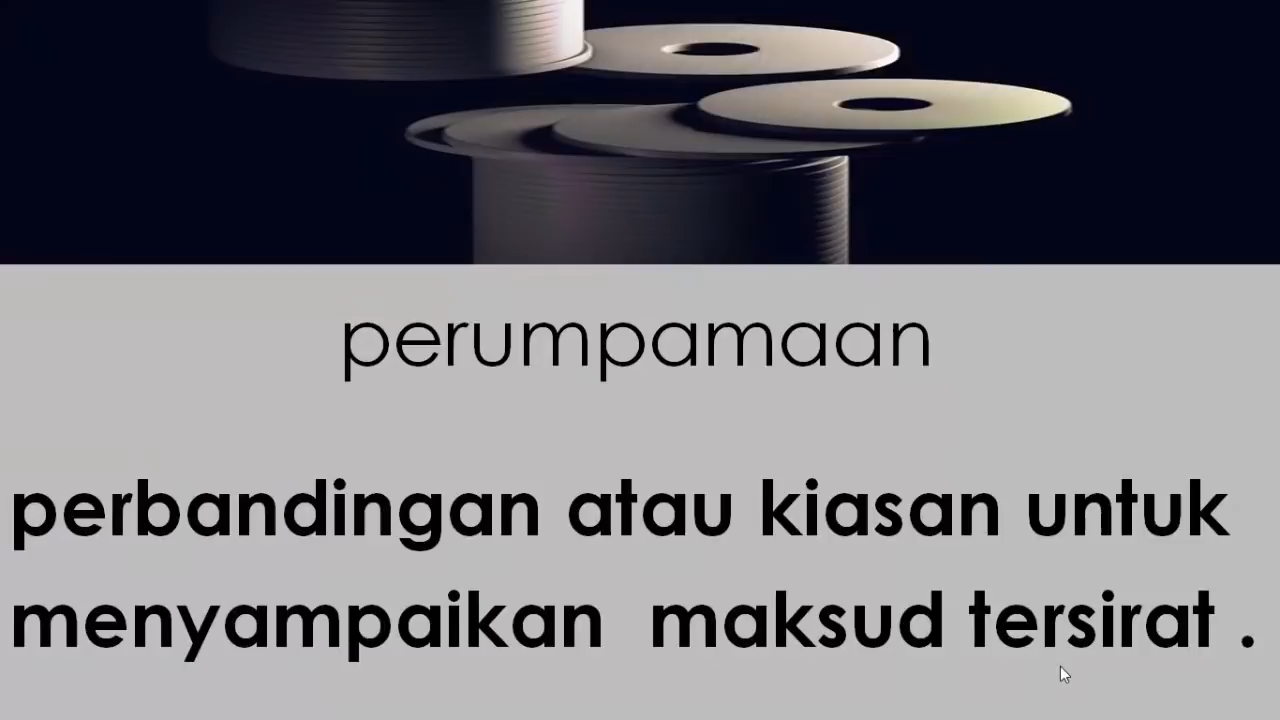 perumpamaan
perbandingan atau kiasan untuk
menyampaikan maksud tersirat .